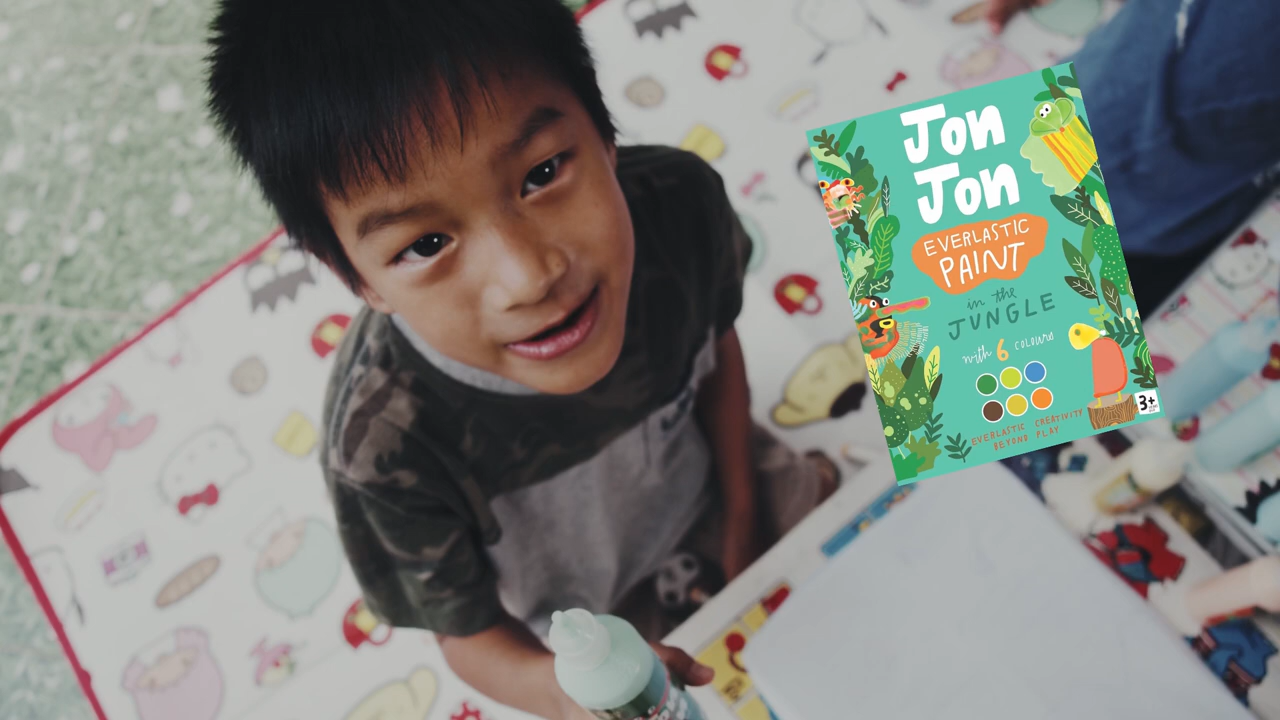 Jon
Jon
EVERLASTIC
PAINT
in the
JUNGLE
with 6 colours
EVERLASTIC CREATIVITY
BEYOND PLAY
3+